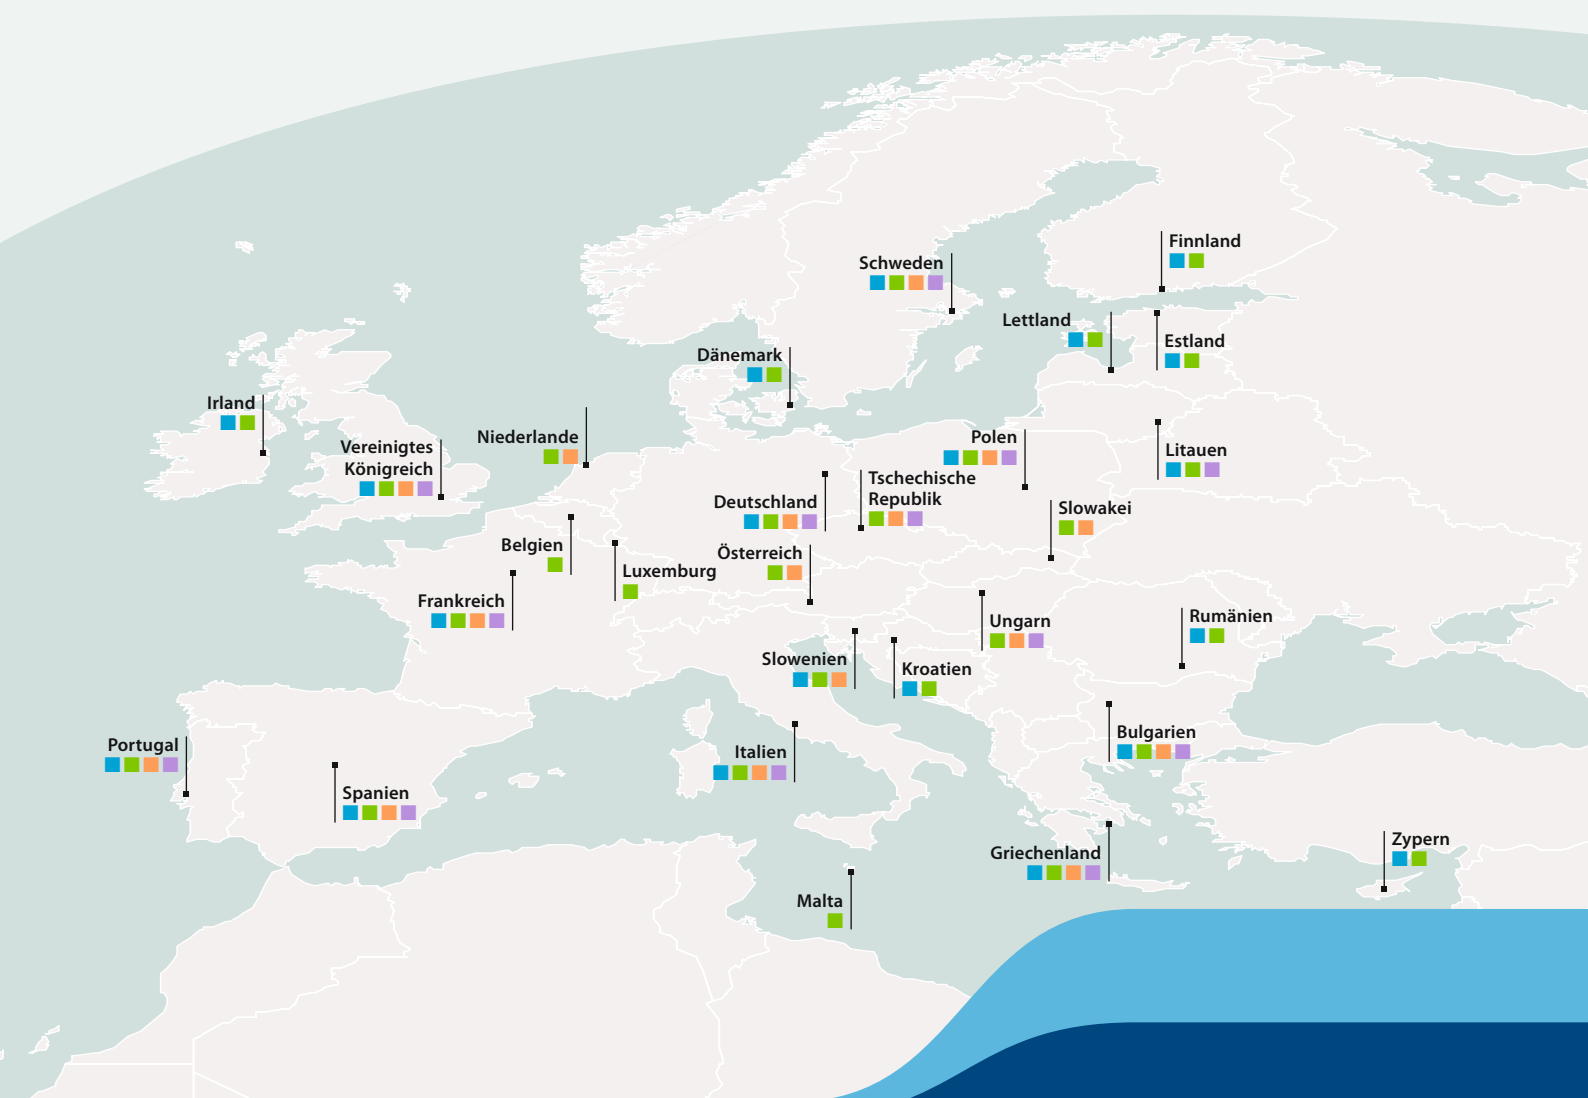 Finnland
Schweden
Lettland
Estland
Dänemark
Irland
Niederlande
Polen
Vereinigtes
Königreich
Litauen
Tschechische
Republik
Deutschland
Slowakei
Belgien
Österreich
Luxemburg
Frankreich
Rumänien
Ungarn
Slowenien
Kroatien
Bulgarien
Portugal
Italien
Spanien
Zypern
Griechenland
Malta